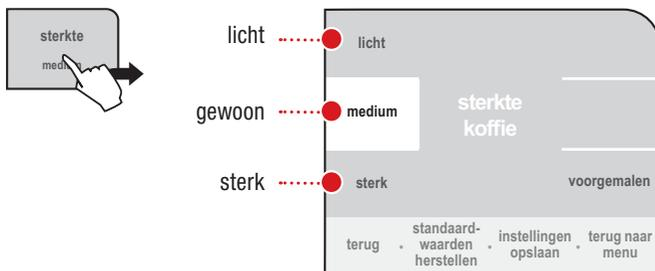 sterkte
medium
licht
gewoon
sterk
licht
medium
sterk
sterkte
koffie
voorgemalen
terug
standaard-
waarden
herstellen
instellingen
opslaan
terug naar
menu